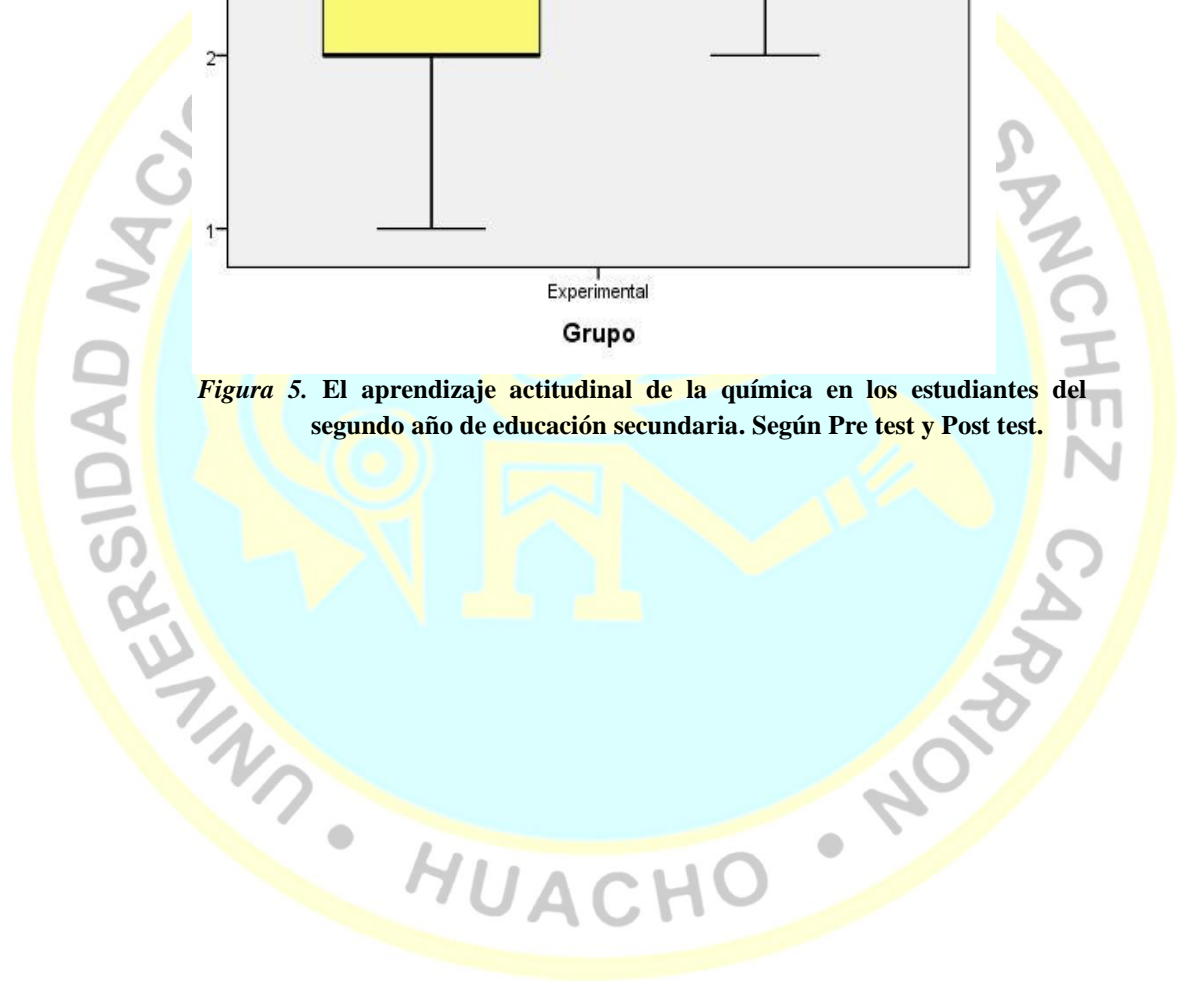 2
1
Experimental
Grupo
Figura 5. El aprendizaje actitudinal de la química en los estudiantes del
segundo año de educación secundaria. Según Pre test y Post test.
UNIVERSIDAD NACI
SANCHEZ CARRION
• HUACHO •